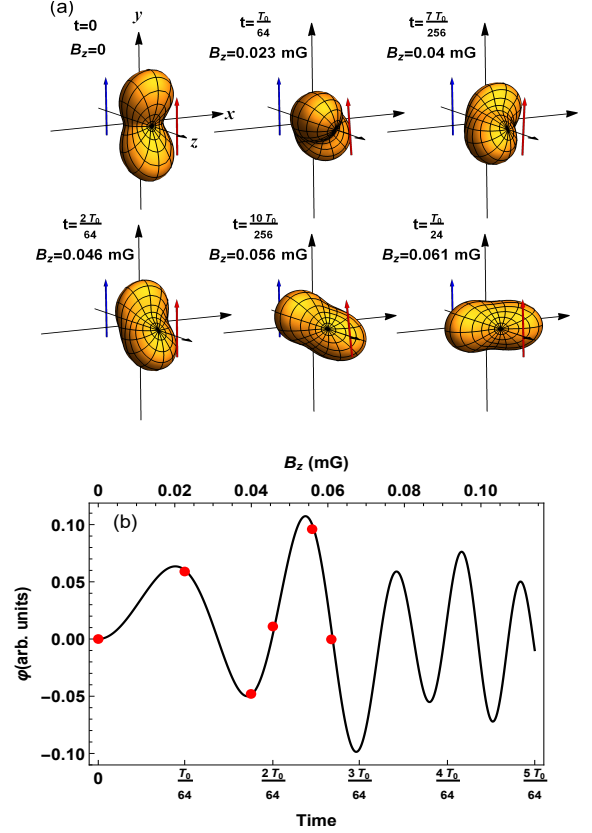 (a)
t=0
B_z=0
y
x
z
t=T₀/64
B_z=0.023 mG
t=7T₀/256
B_z=0.04 mG
t=2T₀/64
B_z=0.046 mG
t=10T₀/256
B_z=0.056 mG
t=T₀/24
B_z=0.061 mG
B_z (mG)
0 0.02 0.04 0.06 0.08 0.10
(b)
φ(arb. units)
0.10
0.05
0.00
−0.05
−0.10
0 T₀/64 2T₀/64 3T₀/64 4T₀/64 5T₀/64
Time